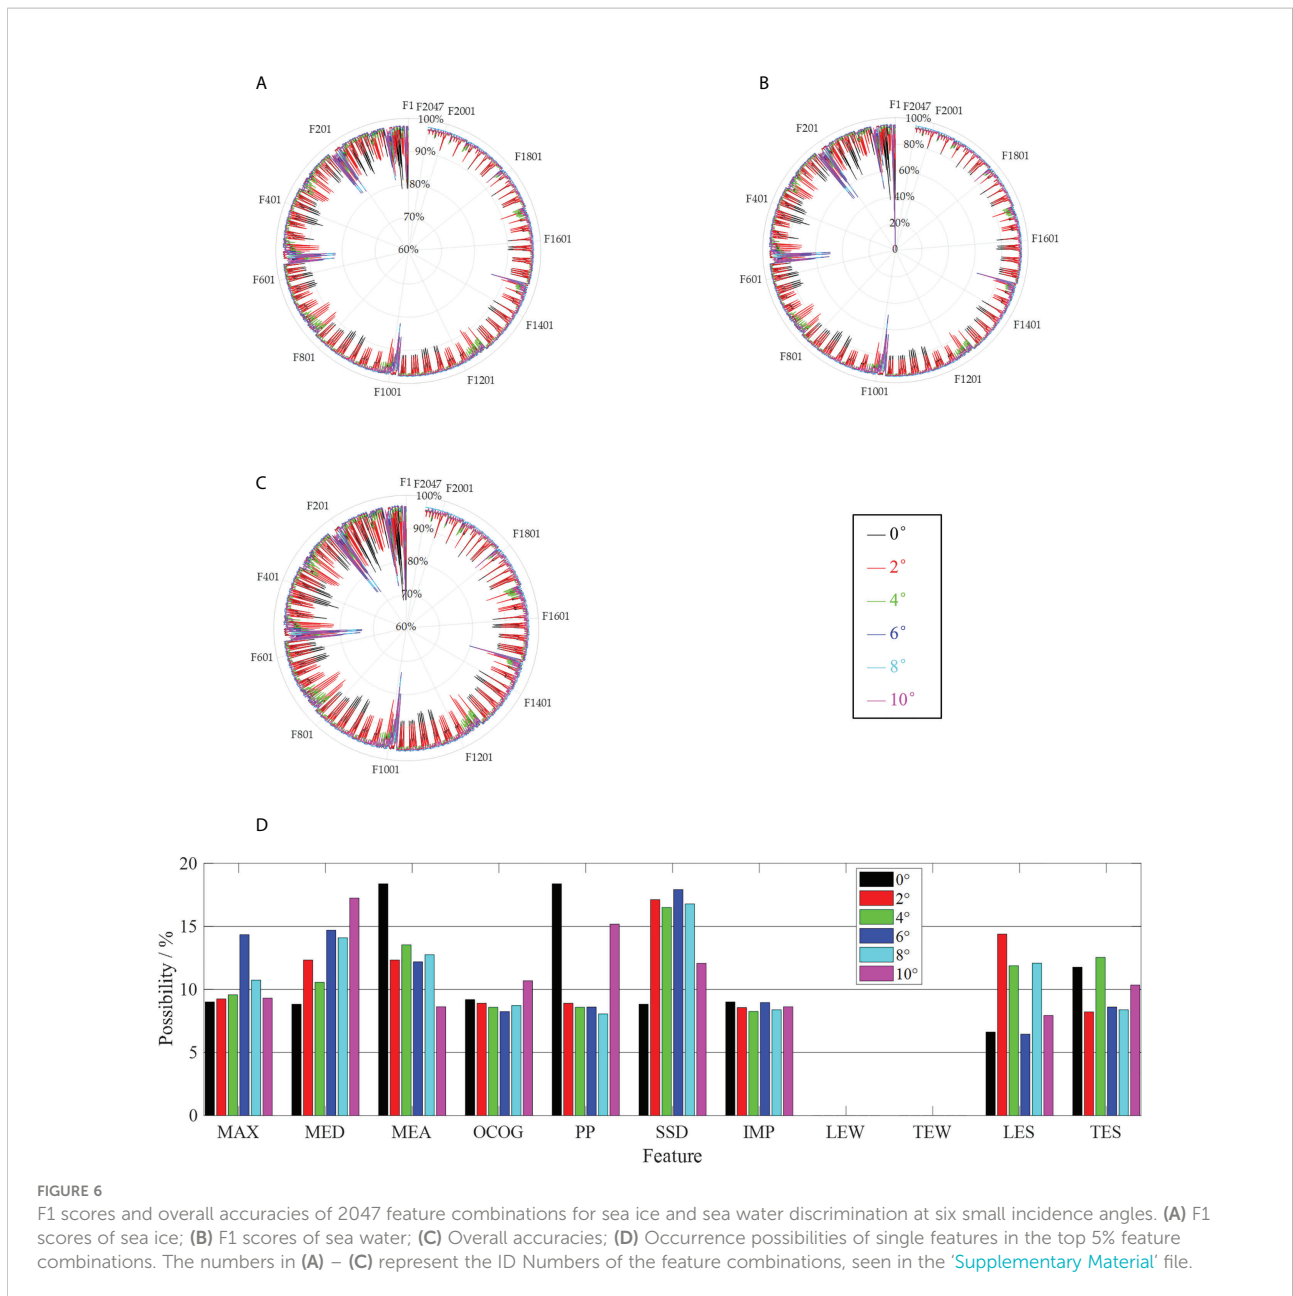 A
F1 F2047 F2001
100%
F201
F1801
90%
80%
F401
70%
F1601
60%
F601
F1401
F801
F1201
F1001
B
F1 F2047 F2001
100%
F201
F1801
80%
60%
F401
40%
20%
F1601
0
F601
F1401
F801
F1201
F1001
C
F1 F2047 F2001
100%
F201
F1801
90%
80%
F401
70%
F1601
60%
F601
F1401
F801
F1201
F1001
0°
2°
4°
6°
8°
10°
D
20
15
10
5
0
Possibility / %
0°
2°
4°
6°
8°
10°
MAX MED MEA OCOG PP SSD IMP LEW TEW LES TES
Feature
FIGURE 6
F1 scores and overall accuracies of 2047 feature combinations for sea ice and sea water discrimination at six small incidence angles. (A) F1
scores of sea ice; (B) F1 scores of sea water; (C) Overall accuracies; (D) Occurrence possibilities of single features in the top 5% feature
combinations. The numbers in (A) – (C) represent the ID Numbers of the feature combinations, seen in the ‘Supplementary Material’ file.